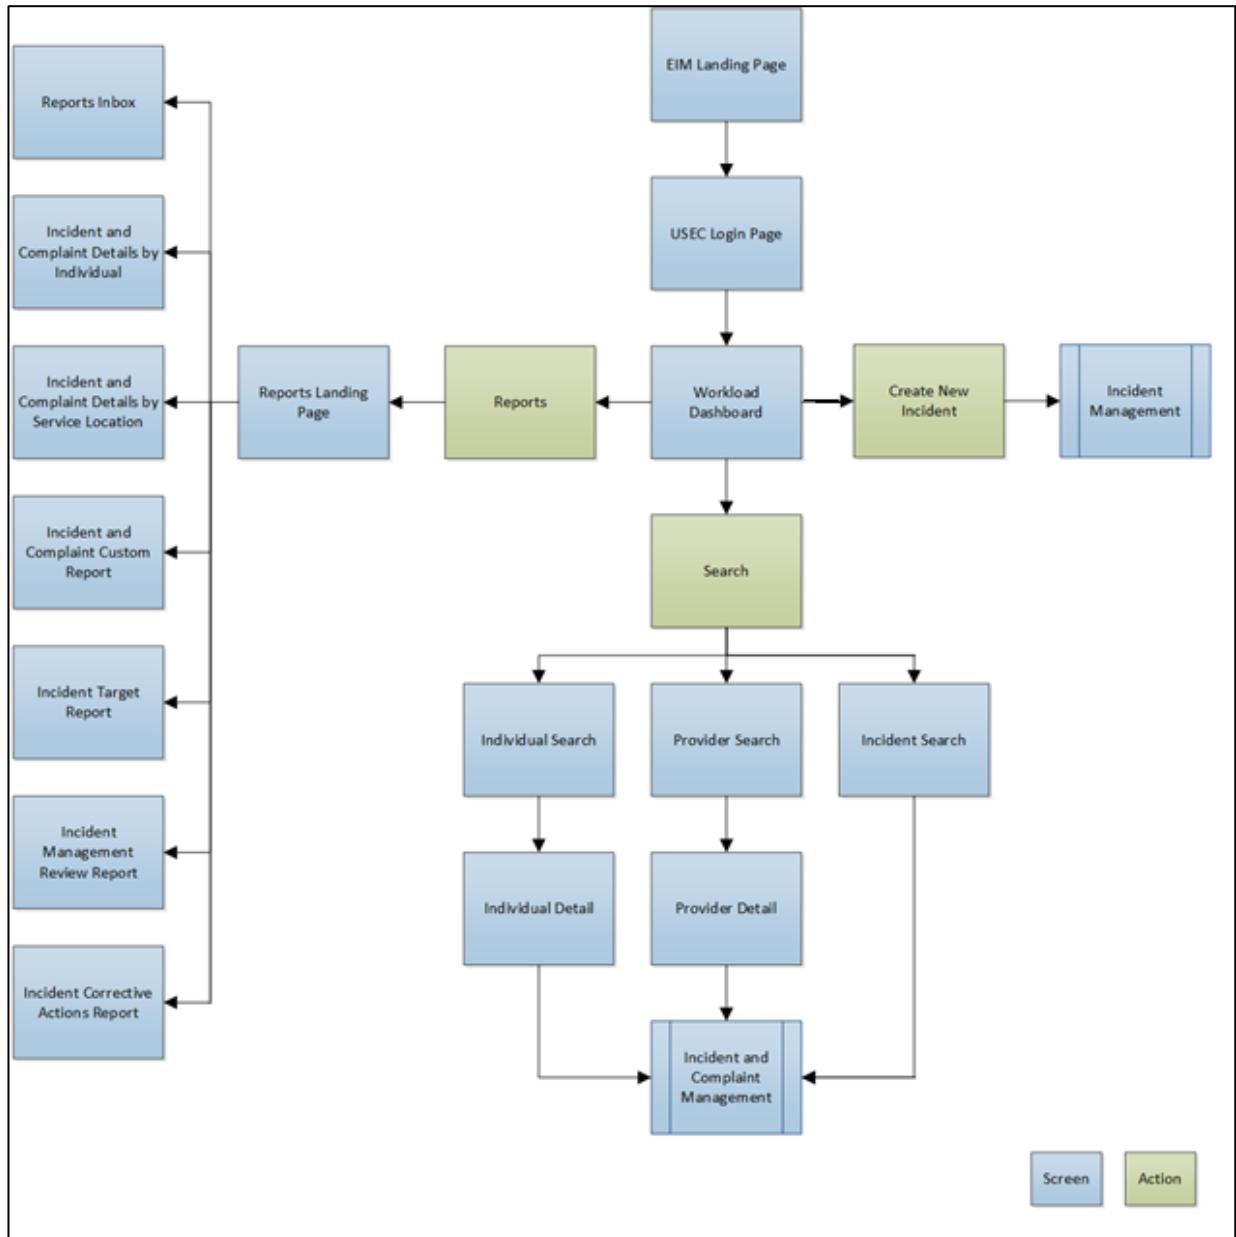 EIM Landing Page
Reports Inbox
USEC Login Page
Incident and
Complaint Details by
Individual
Incident and
Complaint Details by
Service Location
Reports Landing
Page
Reports
Workload
Dashboard
Create New
Incident
Incident
Management
Incident and
Complaint Custom
Report
Search
Incident Target
Report
Individual Search
Provider Search
Incident Search
Incident
Management
Review Report
Individual Detail
Provider Detail
Incident Corrective
Actions Report
Incident and
Complaint
Management
Screen
Action